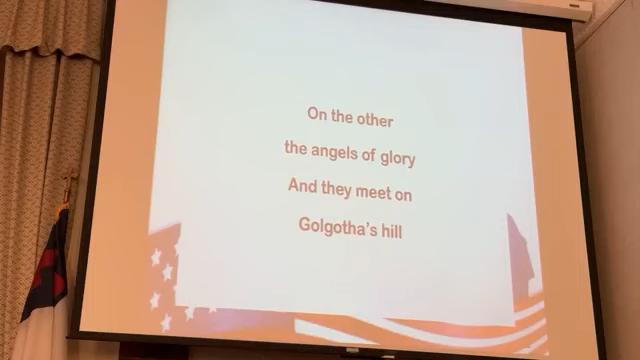 On the other
the angels of glory
And they meet on
Golgotha's hill